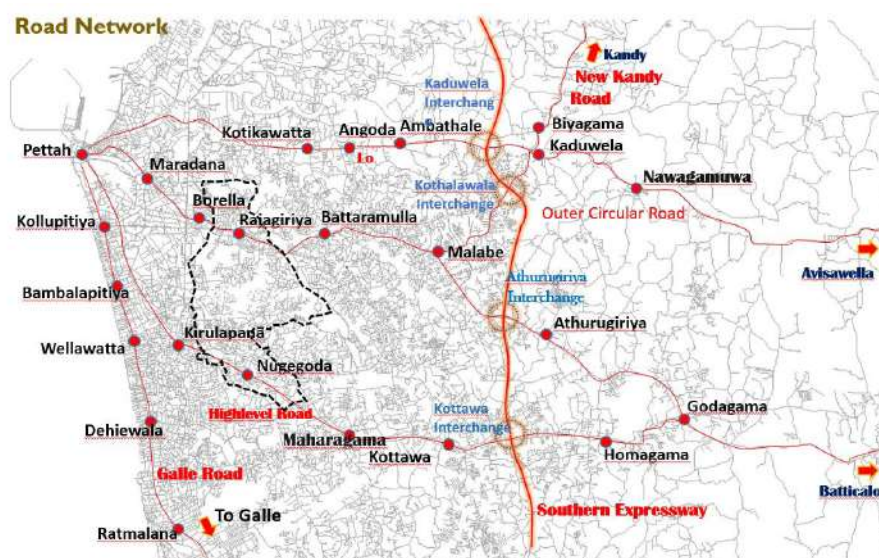 Road Network
Kandy
New Kandy
Road
Kaduwela
Interchang
Biyagama
Kotikawatta
Angoda
Ambathale
Lo
Kaduwela
Pettah
Maradana
Nawagamuwa
Kothalawala
Interchange
Borella
Kollupitiya
Ratagiriya
Battaramulla
Outer Circular Road
Malabe
Avisawella
Athurugiriya
Interchange
Bambalapitiya
Athurugiriya
Wellawatta
Kirulapana
Nugegoda
Godagama
Dehiewala
Highlevel Road
Kottawa
Interchange
Maharagama
Kottawa
Homagama
Galle Road
Batticalo
To Galle
Southern Expressway
Ratmalana